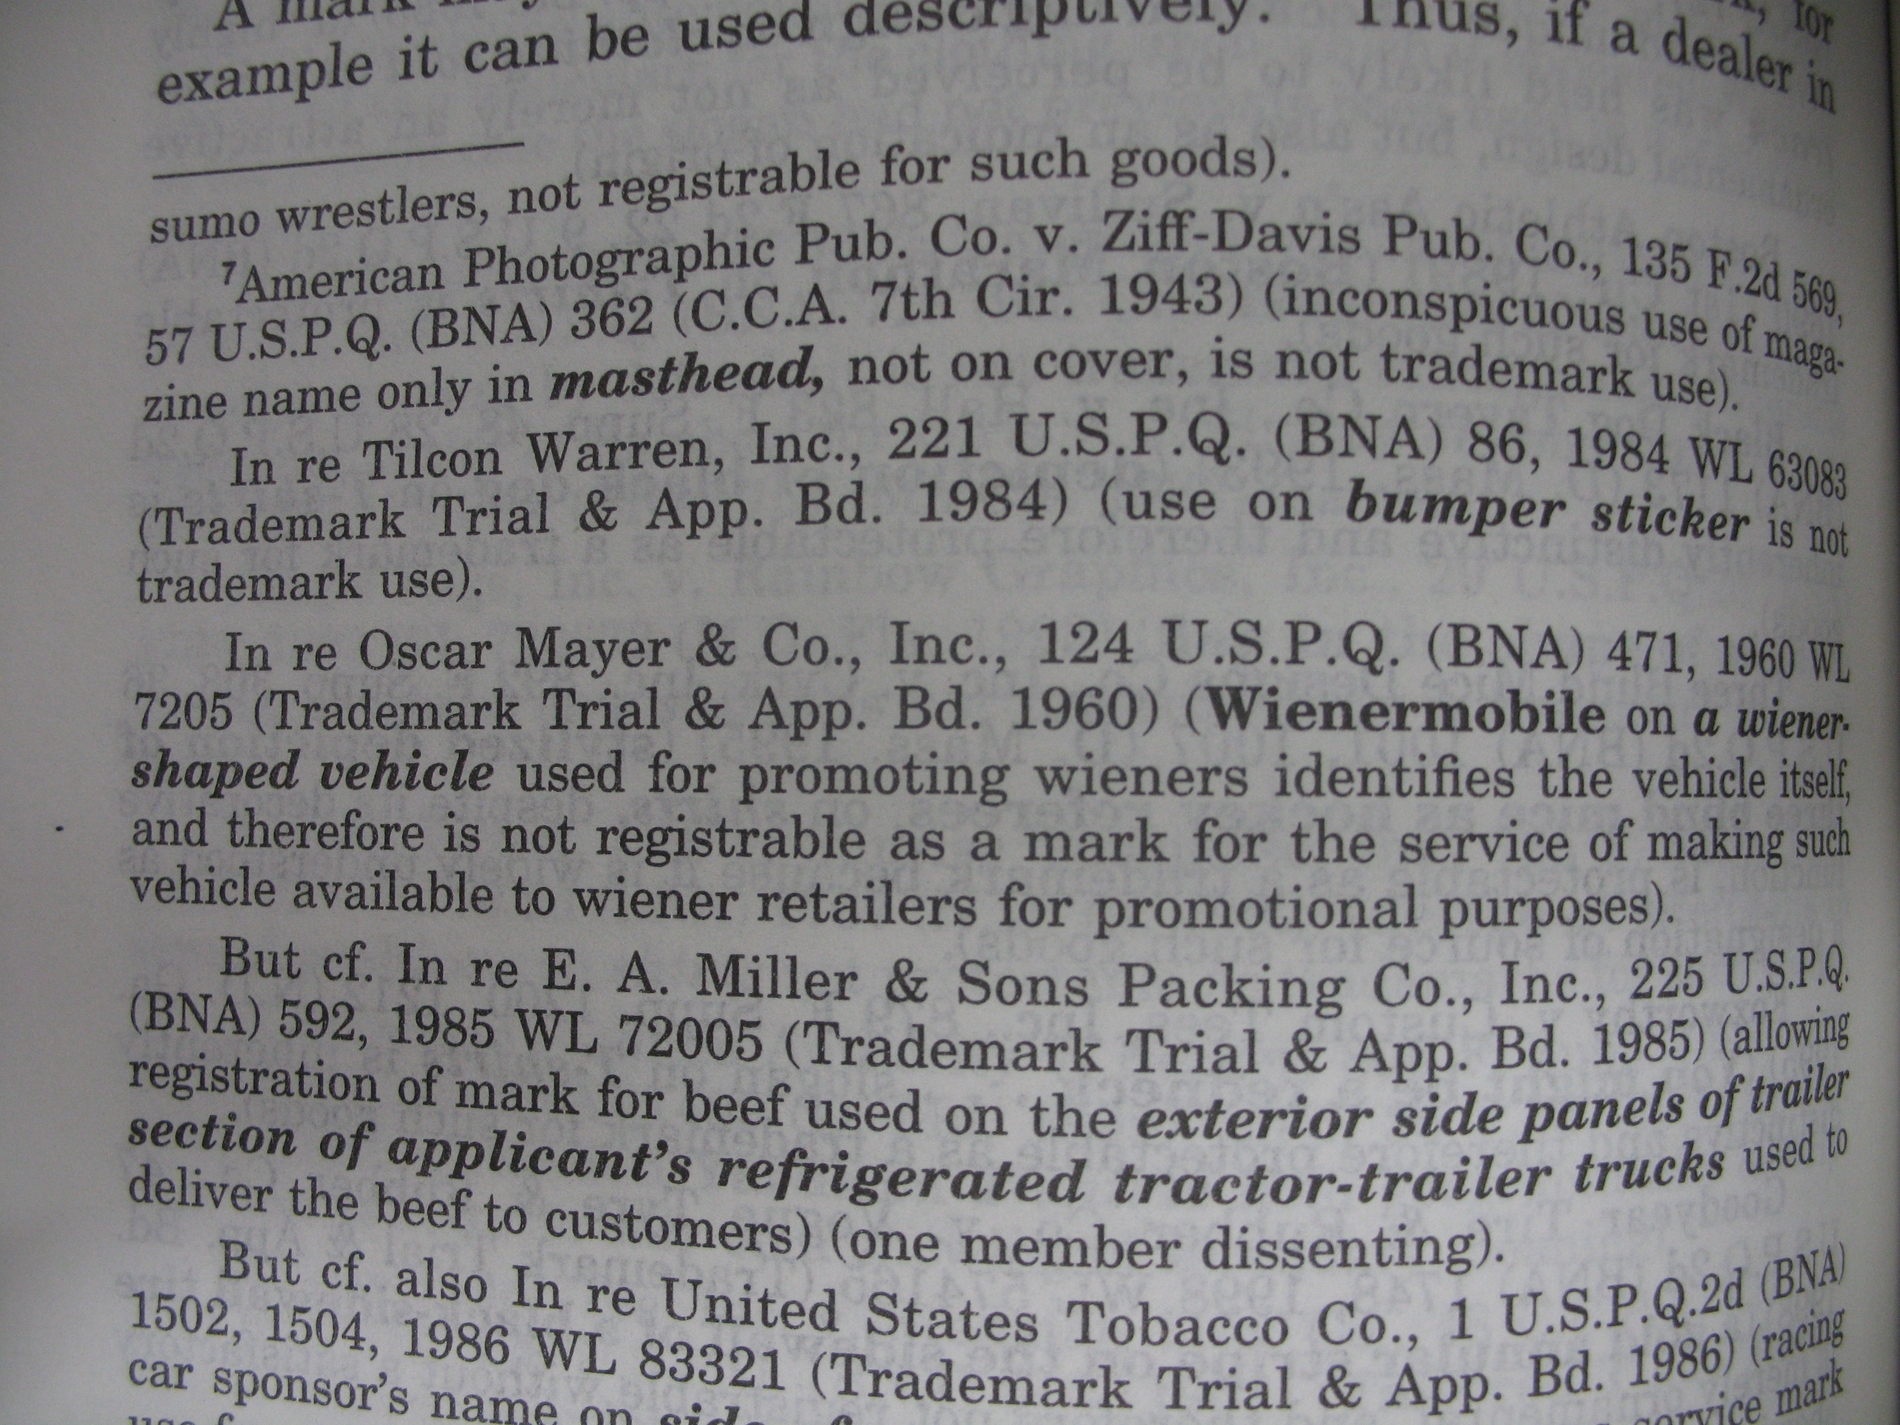 A mark may for
example it can be used descriptively. Thus, if a dealer in
sumo wrestlers, not registrable for such goods).
⁷American Photographic Pub. Co. v. Ziff-Davis Pub. Co., 135 F.2d 569,
57 U.S.P.Q. (BNA) 362 (C.C.A. 7th Cir. 1943) (inconspicuous use of maga-
zine name only in masthead, not on cover, is not trademark use).
In re Tilcon Warren, Inc., 221 U.S.P.Q. (BNA) 86, 1984 WL 63083
(Trademark Trial & App. Bd. 1984) (use on bumper sticker is not
trademark use).
In re Oscar Mayer & Co., Inc., 124 U.S.P.Q. (BNA) 471, 1960 WL
7205 (Trademark Trial & App. Bd. 1960) (Wienermobile on a wiener-
shaped vehicle used for promoting wieners identifies the vehicle itself,
and therefore is not registrable as a mark for the service of making such
vehicle available to wiener retailers for promotional purposes).
But cf. In re E. A. Miller & Sons Packing Co., Inc., 225 U.S.P.Q.
(BNA) 592, 1985 WL 72005 (Trademark Trial & App. Bd. 1985) (allowing
registration of mark for beef used on the exterior side panels of trailer
section of applicant's refrigerated tractor-trailer trucks used to
deliver the beef to customers) (one member dissenting).
But cf. also In re United States Tobacco Co., 1 U.S.P.Q.2d (BNA)
1502, 1504, 1986 WL 83321 (Trademark Trial & App. Bd. 1986) (racing
car sponsor's name on service mark